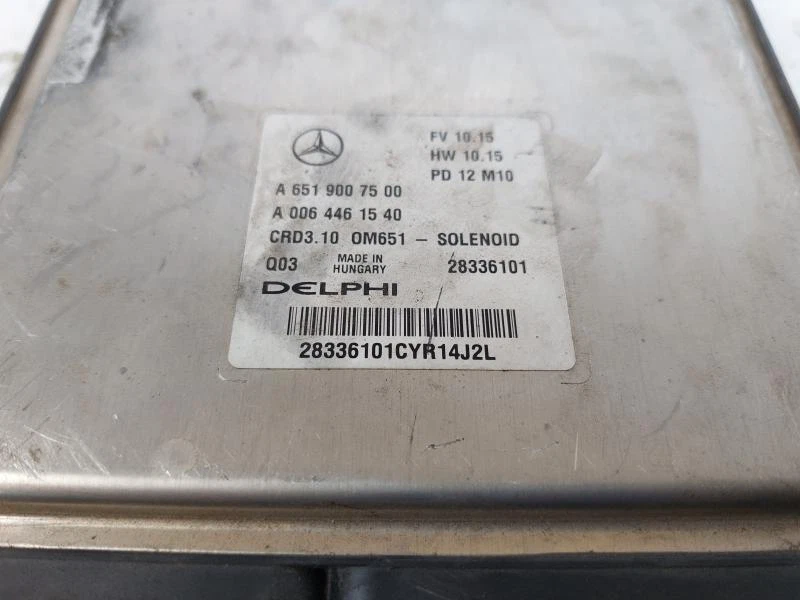 FV 10.15
HW 10.15
PD 12 M10
A 651 900 75 00
A 006 446 15 40
CRD3.10 OM651 – SOLENOID
Q03 MADE IN HUNGARY 28336101
DELPHI
28336101CYR14J2L